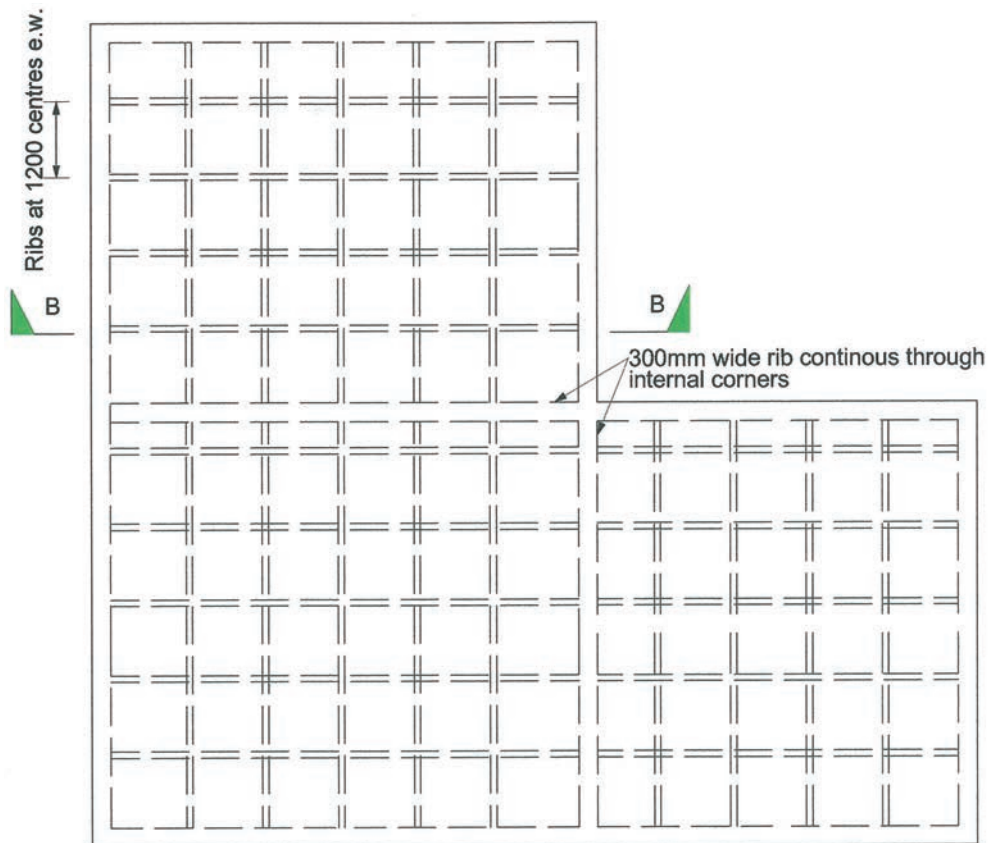 Ribs at 1200 centres e.w.
B
B
300mm wide rib continous through
internal corners